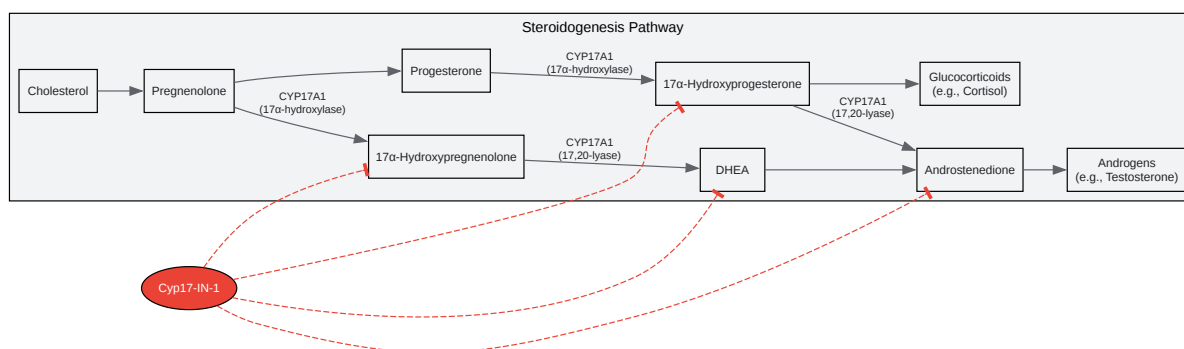 Steroidogenesis Pathway
Cholesterol
Pregnenolone
CYP17A1
(17α-hydroxylase)
Progesterone
CYP17A1
(17α-hydroxylase)
17α-Hydroxyprogesterone
Glucocorticoids
(e.g., Cortisol)
CYP17A1
(17,20-lyase)
17α-Hydroxypregnenolone
CYP17A1
(17,20-lyase)
DHEA
Androstenedione
Androgens
(e.g., Testosterone)
Cyp17-IN-1